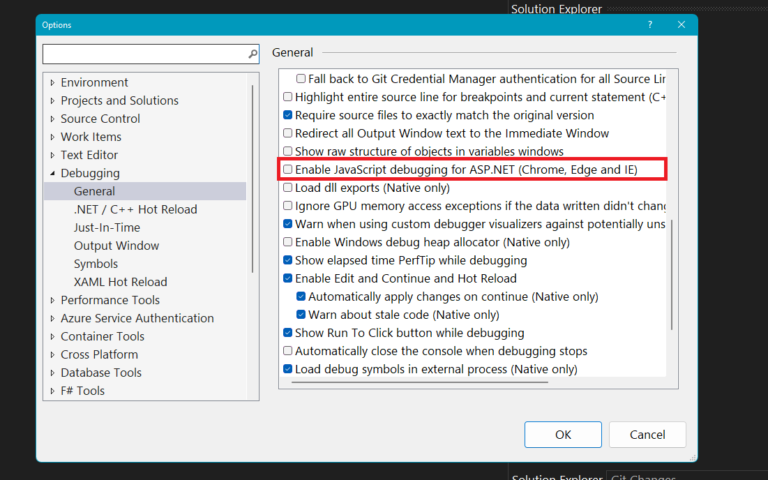 Solution Explorer
Options
?
General
Environment
Projects and Solutions
Source Control
Work Items
Text Editor
Debugging
General
.NET / C++ Hot Reload
Just-In-Time
Output Window
Symbols
XAML Hot Reload
Performance Tools
Azure Service Authentication
Container Tools
Cross Platform
Database Tools
F# Tools
Fall back to Git Credential Manager authentication for all Source Lin
Highlight entire source line for breakpoints and current statement (C+
Require source files to exactly match the original version
Redirect all Output Window text to the Immediate Window
Show raw structure of objects in variables windows
Enable JavaScript debugging for ASP.NET (Chrome, Edge and IE)
Load dll exports (Native only)
Ignore GPU memory access exceptions if the data written didn't chang
Warn when using custom debugger visualizers against potentially uns
Enable Windows debug heap allocator (Native only)
Show elapsed time PerfTip while debugging
Enable Edit and Continue and Hot Reload
Automatically apply changes on continue (Native only)
Warn about stale code (Native only)
Show Run To Click button while debugging
Automatically close the console when debugging stops
Load debug symbols in external process (Native only)
OK
Cancel
Solution Explorer
Git Changes